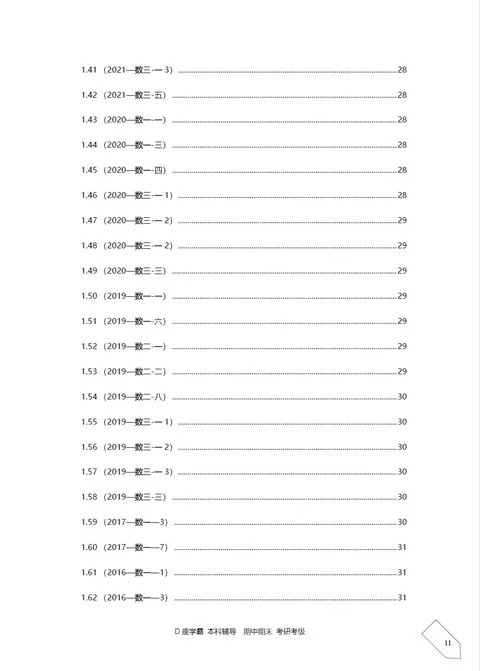 1.41（2021—数三-一 3）........28
1.42（2021—数三-五）........28
1.43（2020—数一-一）........28
1.44（2020—数一-三）........28
1.45（2020—数一-四）........28
1.46（2020—数三-一 1）........28
1.47（2020—数三-一 2）........29
1.48（2020—数三-一 2）........29
1.49（2020—数三-三）........29
1.50（2019—数一-一）........29
1.51（2019—数一-六）........29
1.52（2019—数二-一）........29
1.53（2019—数二-二）........29
1.54（2019—数二-八）........30
1.55（2019—数三-一 1）........30
1.56（2019—数三-一 2）........30
1.57（2019—数三-一 3）........30
1.58（2019—数三-三）........30
1.59（2017—数一—3）........30
1.60（2017—数一—7）........31
1.61（2016—数一—1）........31
1.62（2016—数一—3）........31
D 座学霸 本科辅导 期中期末 考研考级
11